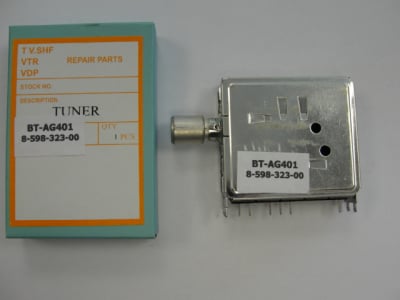 TV.SHF
VTR REPAIR PARTS
VDP
STOCK NO.
DESCRIPTION
TUNER
BT-AG401
8-598-323-00
QTY
1 PCS
BT-AG401
8-598-323-00